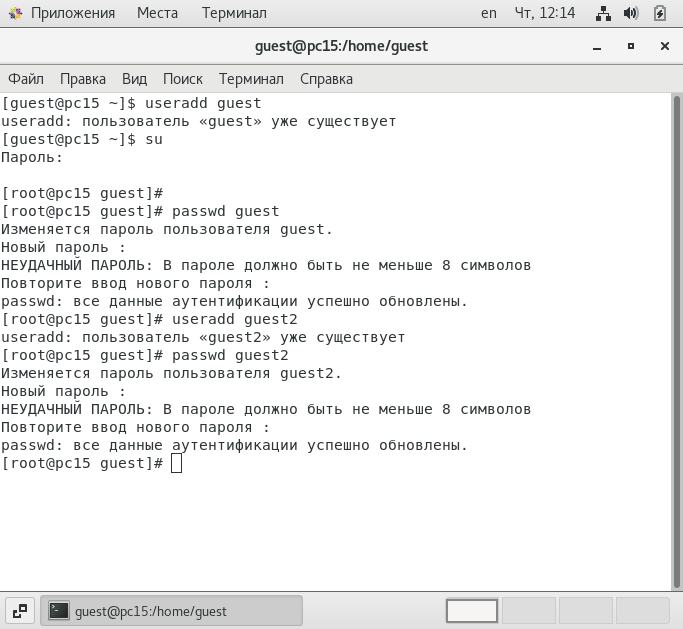 Приложения Места Терминал en Чт, 12:14
guest@pc15:/home/guest
Файл Правка Вид Поиск Терминал Справка
[guest@pc15 ~]$ useradd guest
useradd: пользователь «guest» уже существует
[guest@pc15 ~]$ su
Пароль:
[root@pc15 guest]#
[root@pc15 guest]# passwd guest
Изменяется пароль пользователя guest.
Новый пароль :
НЕУДАЧНЫЙ ПАРОЛЬ: В пароле должно быть не меньше 8 символов
Повторите ввод нового пароля :
passwd: все данные аутентификации успешно обновлены.
[root@pc15 guest]# useradd guest2
useradd: пользователь «guest2» уже существует
[root@pc15 guest]# passwd guest2
Изменяется пароль пользователя guest2.
Новый пароль :
НЕУДАЧНЫЙ ПАРОЛЬ: В пароле должно быть не меньше 8 символов
Повторите ввод нового пароля :
passwd: все данные аутентификации успешно обновлены.
[root@pc15 guest]#
guest@pc15:/home/guest